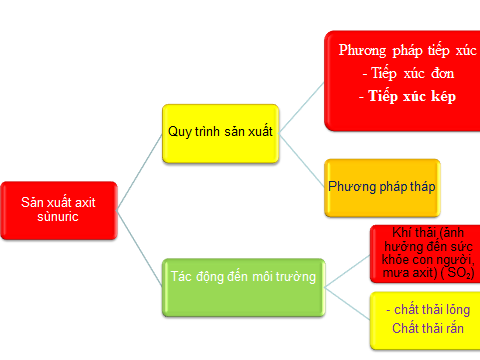 Phương pháp tiếp xúc
- Tiếp xúc đơn
- Tiếp xúc kép
Quy trình sản xuất
Phương pháp tháp
Sản xuất axit
sùnuric
Tác động đến môi trường
Khí thải (ảnh
hưởng đến sức
khỏe con người,
mưa axit) ( SO₂)
- chất thải lỏng
Chất thải rắn